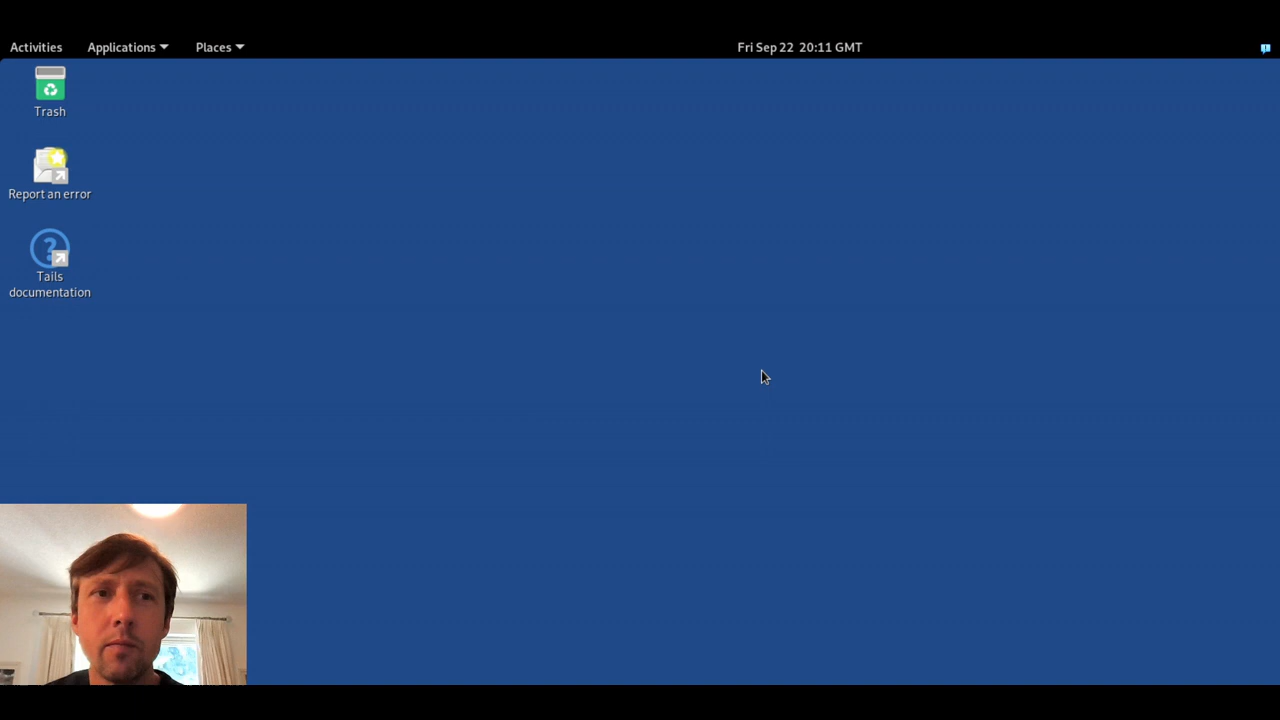 Activities Applications Places Fri Sep 22 20:11 GMT
Trash
Report an error
Tails
documentation